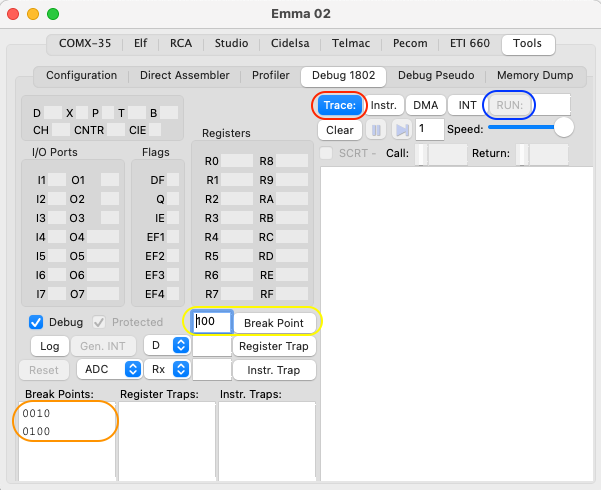 Emma 02
COMX-35 Elf RCA Studio Cidelsa Telmac Pecom ETI 660 Tools
Configuration Direct Assembler Profiler Debug 1802 Debug Pseudo Memory Dump
Trace: Instr. DMA INT RUN:
D X P T B
CH CNTR CIE
Clear 1 Speed:
Registers
SCRT - Call: Return:
I/O Ports Flags
R0 R8
I1 O1 DF R1 R9
I2 O2 Q R2 RA
I3 O3 IE R3 RB
I4 O4 EF1 R4 RC
I5 O5 EF2 R5 RD
I6 O6 EF3 R6 RE
I7 O7 EF4 R7 RF
Debug Protected 100 Break Point
Log Gen. INT D Register Trap
Reset ADC Rx Instr. Trap
Break Points: Register Traps: Instr. Traps:
0010
0100